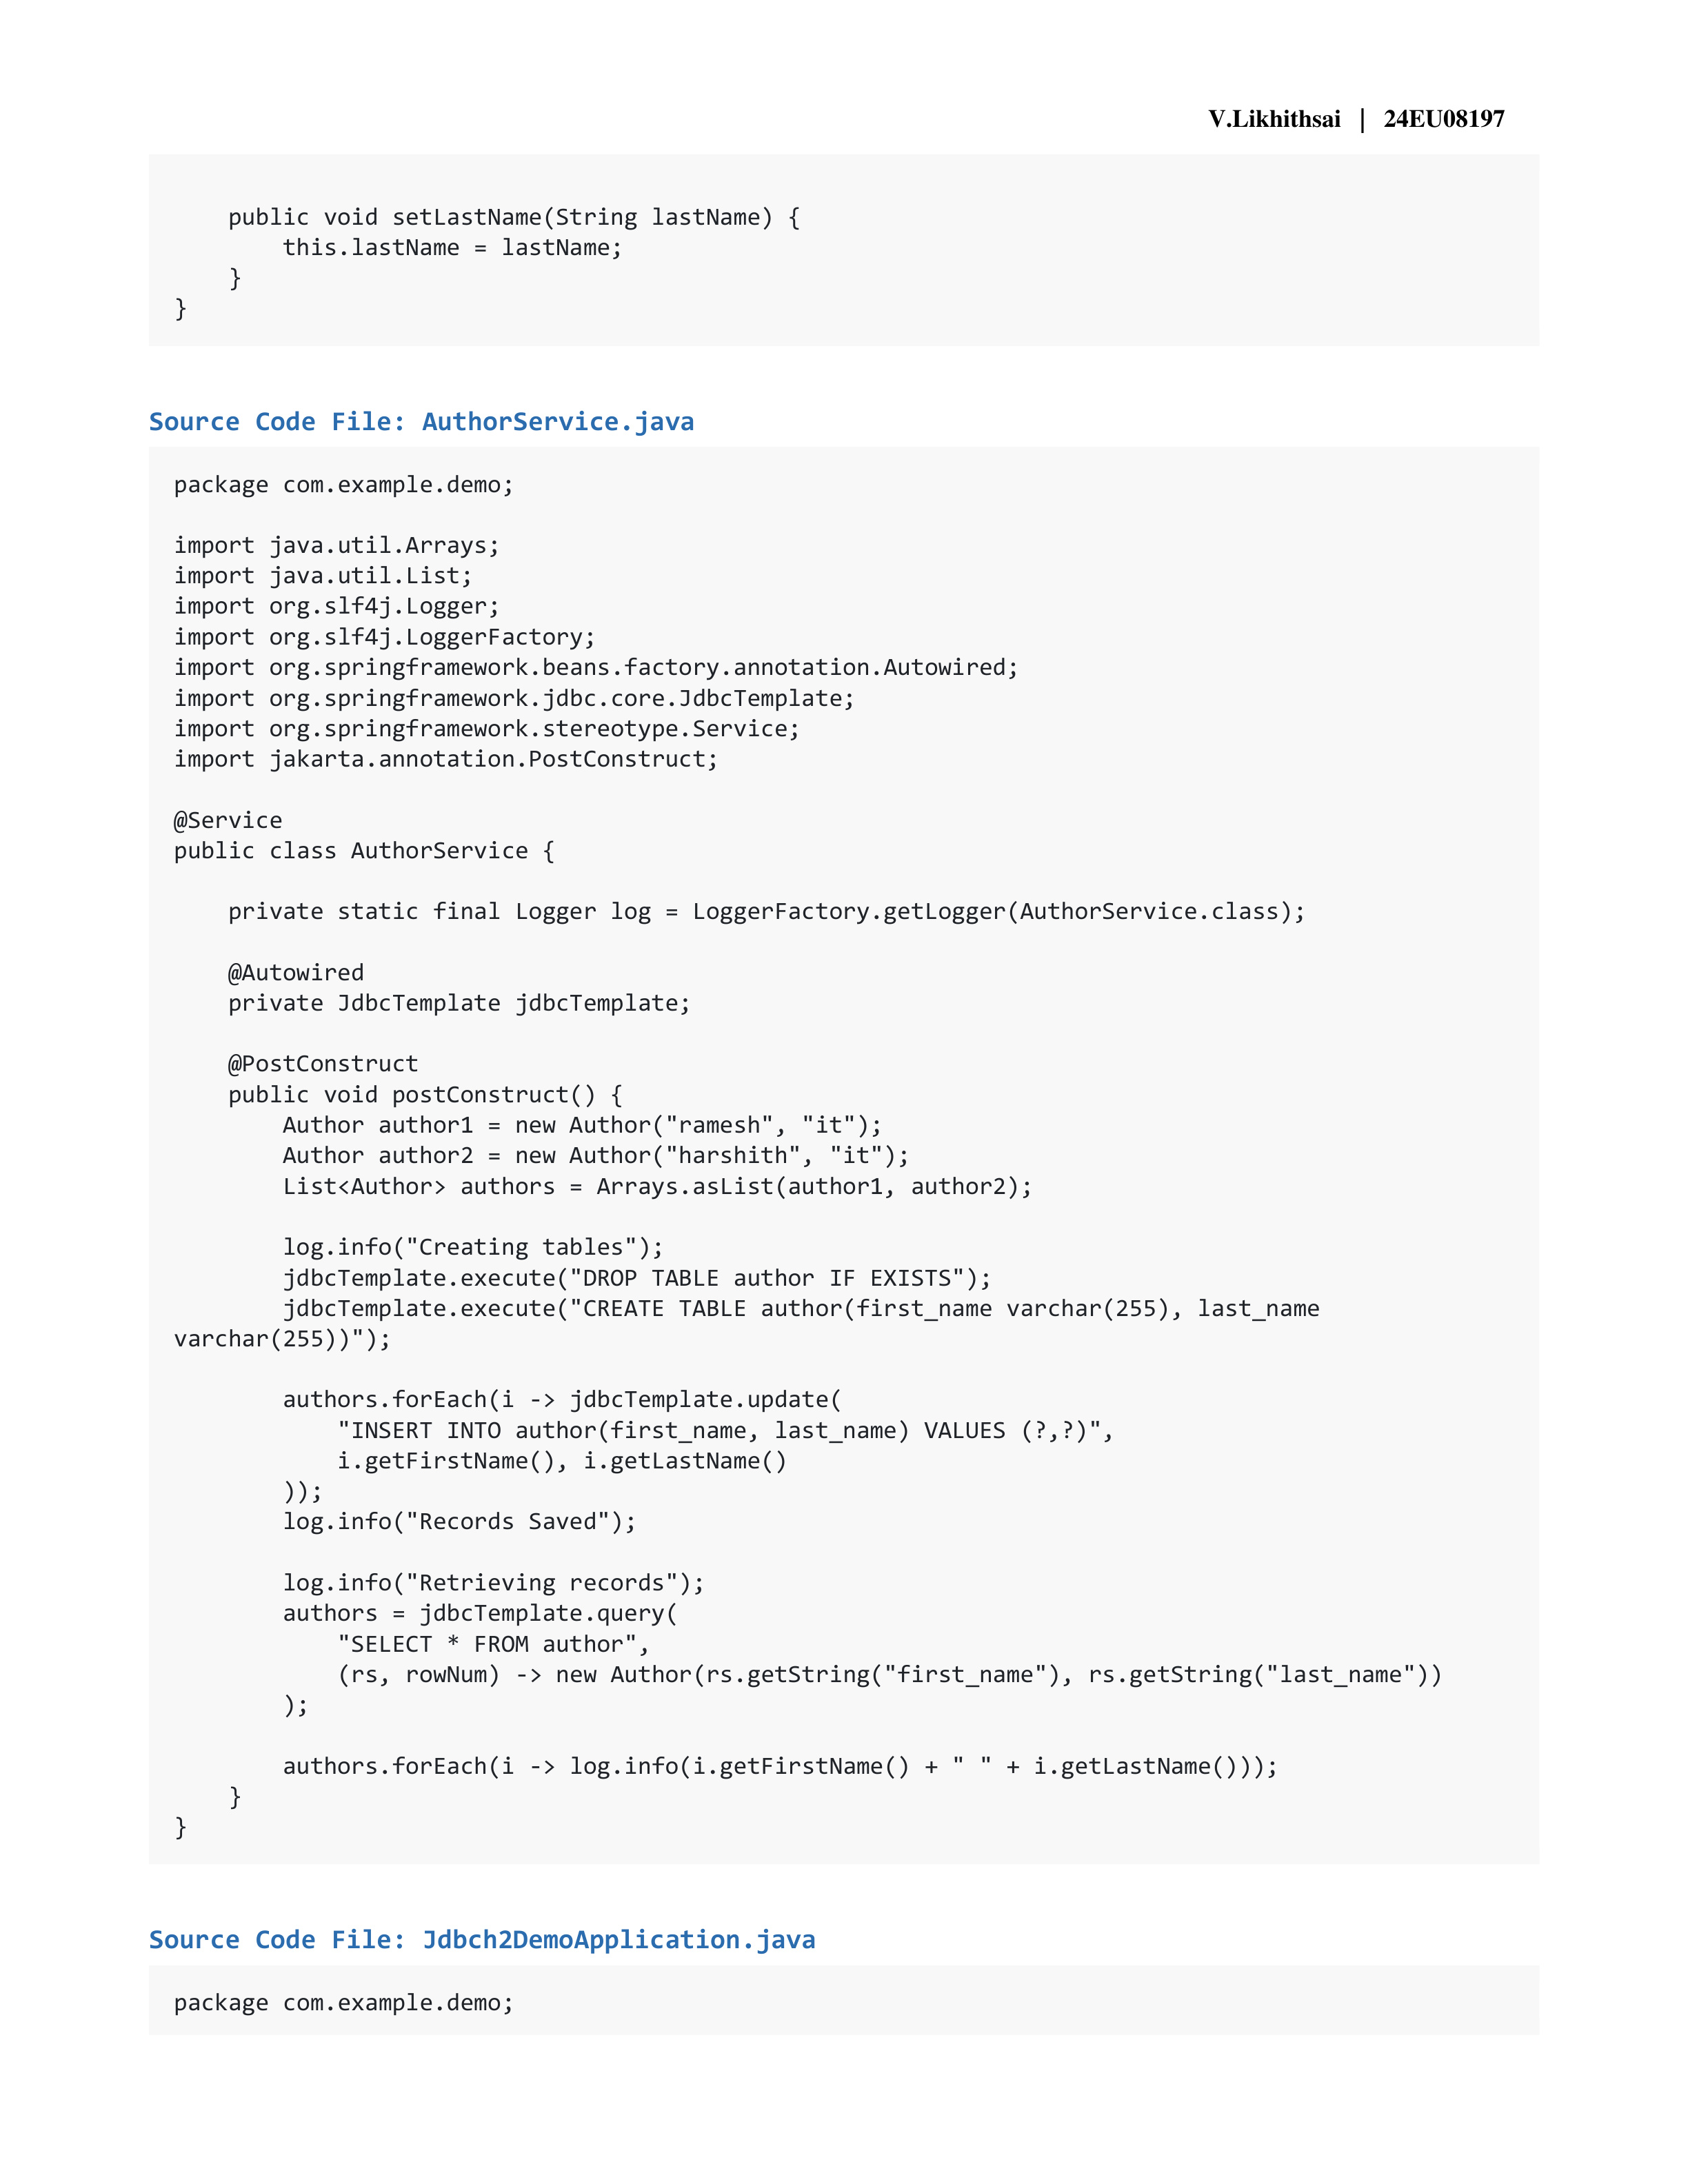 V.Likhithsai | 24EU08197
    public void setLastName(String lastName) {
        this.lastName = lastName;
    }
}
Source Code File: AuthorService.java
package com.example.demo;
import java.util.Arrays;
import java.util.List;
import org.slf4j.Logger;
import org.slf4j.LoggerFactory;
import org.springframework.beans.factory.annotation.Autowired;
import org.springframework.jdbc.core.JdbcTemplate;
import org.springframework.stereotype.Service;
import jakarta.annotation.PostConstruct;
@Service
public class AuthorService {
    private static final Logger log = LoggerFactory.getLogger(AuthorService.class);
    @Autowired
    private JdbcTemplate jdbcTemplate;
    @PostConstruct
    public void postConstruct() {
        Author author1 = new Author("ramesh", "it");
        Author author2 = new Author("harshith", "it");
        List<Author> authors = Arrays.asList(author1, author2);
        log.info("Creating tables");
        jdbcTemplate.execute("DROP TABLE author IF EXISTS");
        jdbcTemplate.execute("CREATE TABLE author(first_name varchar(255), last_name
varchar(255))");
        authors.forEach(i -> jdbcTemplate.update(
            "INSERT INTO author(first_name, last_name) VALUES (?,?)",
            i.getFirstName(), i.getLastName()
        ));
        log.info("Records Saved");
        log.info("Retrieving records");
        authors = jdbcTemplate.query(
            "SELECT * FROM author",
            (rs, rowNum) -> new Author(rs.getString("first_name"), rs.getString("last_name"))
        );
        authors.forEach(i -> log.info(i.getFirstName() + " " + i.getLastName()));
    }
}
Source Code File: Jdbch2DemoApplication.java
package com.example.demo;